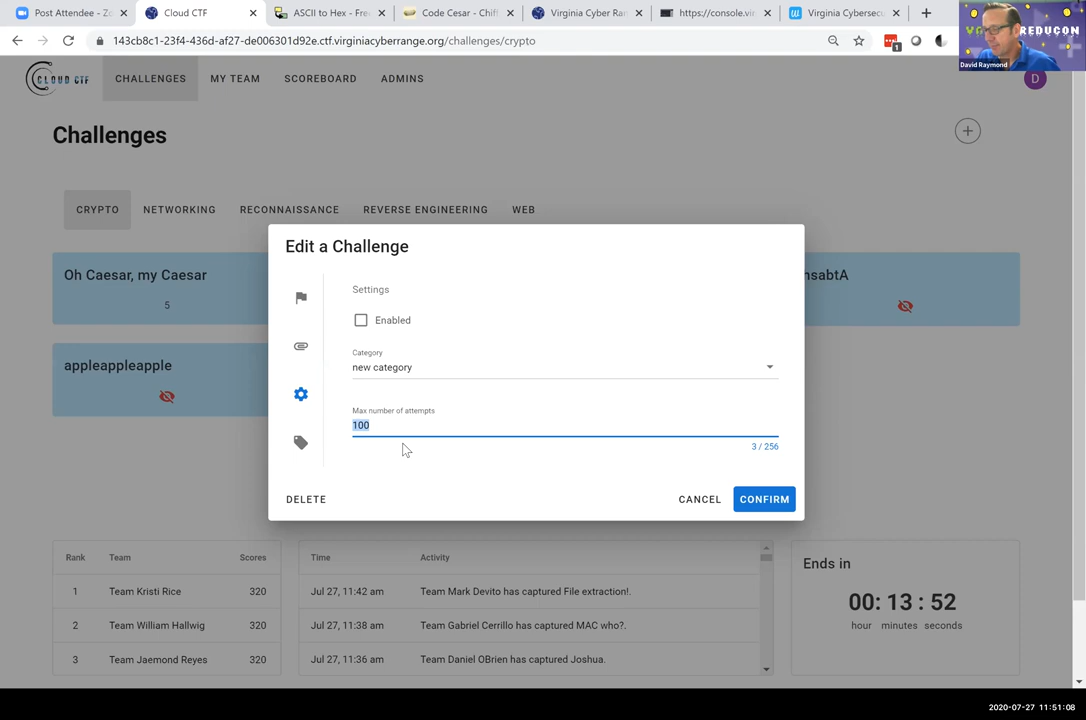 Post Attendee - Zo
Cloud CTF
ASCII to Hex - Free
Code Cesar - Chiff
Virginia Cyber Ran
https://console.vi
Virginia Cybersecu
143cb8c1-23f4-436d-af27-de006301d92e.ctf.virginiacyberrange.org/challenges/crypto
1
REDUCON
David Raymond
CLOUD CTF
CHALLENGES
MY TEAM
SCOREBOARD
ADMINS
D
Challenges
CRYPTO
NETWORKING
RECONNAISSANCE
REVERSE ENGINEERING
WEB
Oh Caesar, my Caesar
5
nsabtA
appleappleapple
Edit a Challenge
Settings
Enabled
Category
new category
Max number of attempts
100
3 / 256
DELETE
CANCEL
CONFIRM
Rank Team Scores
1 Team Kristi Rice 320
2 Team William Hallwig 320
3 Team Jaemond Reyes 320
Time Activity
Jul 27, 11:42 am Team Mark Devito has captured File extraction!.
Jul 27, 11:38 am Team Gabriel Cerrillo has captured MAC who?.
Jul 27, 11:36 am Team Daniel OBrien has captured Joshua.
Ends in
00: 13 : 52
hour minutes seconds
2020-07-27 11:51:08